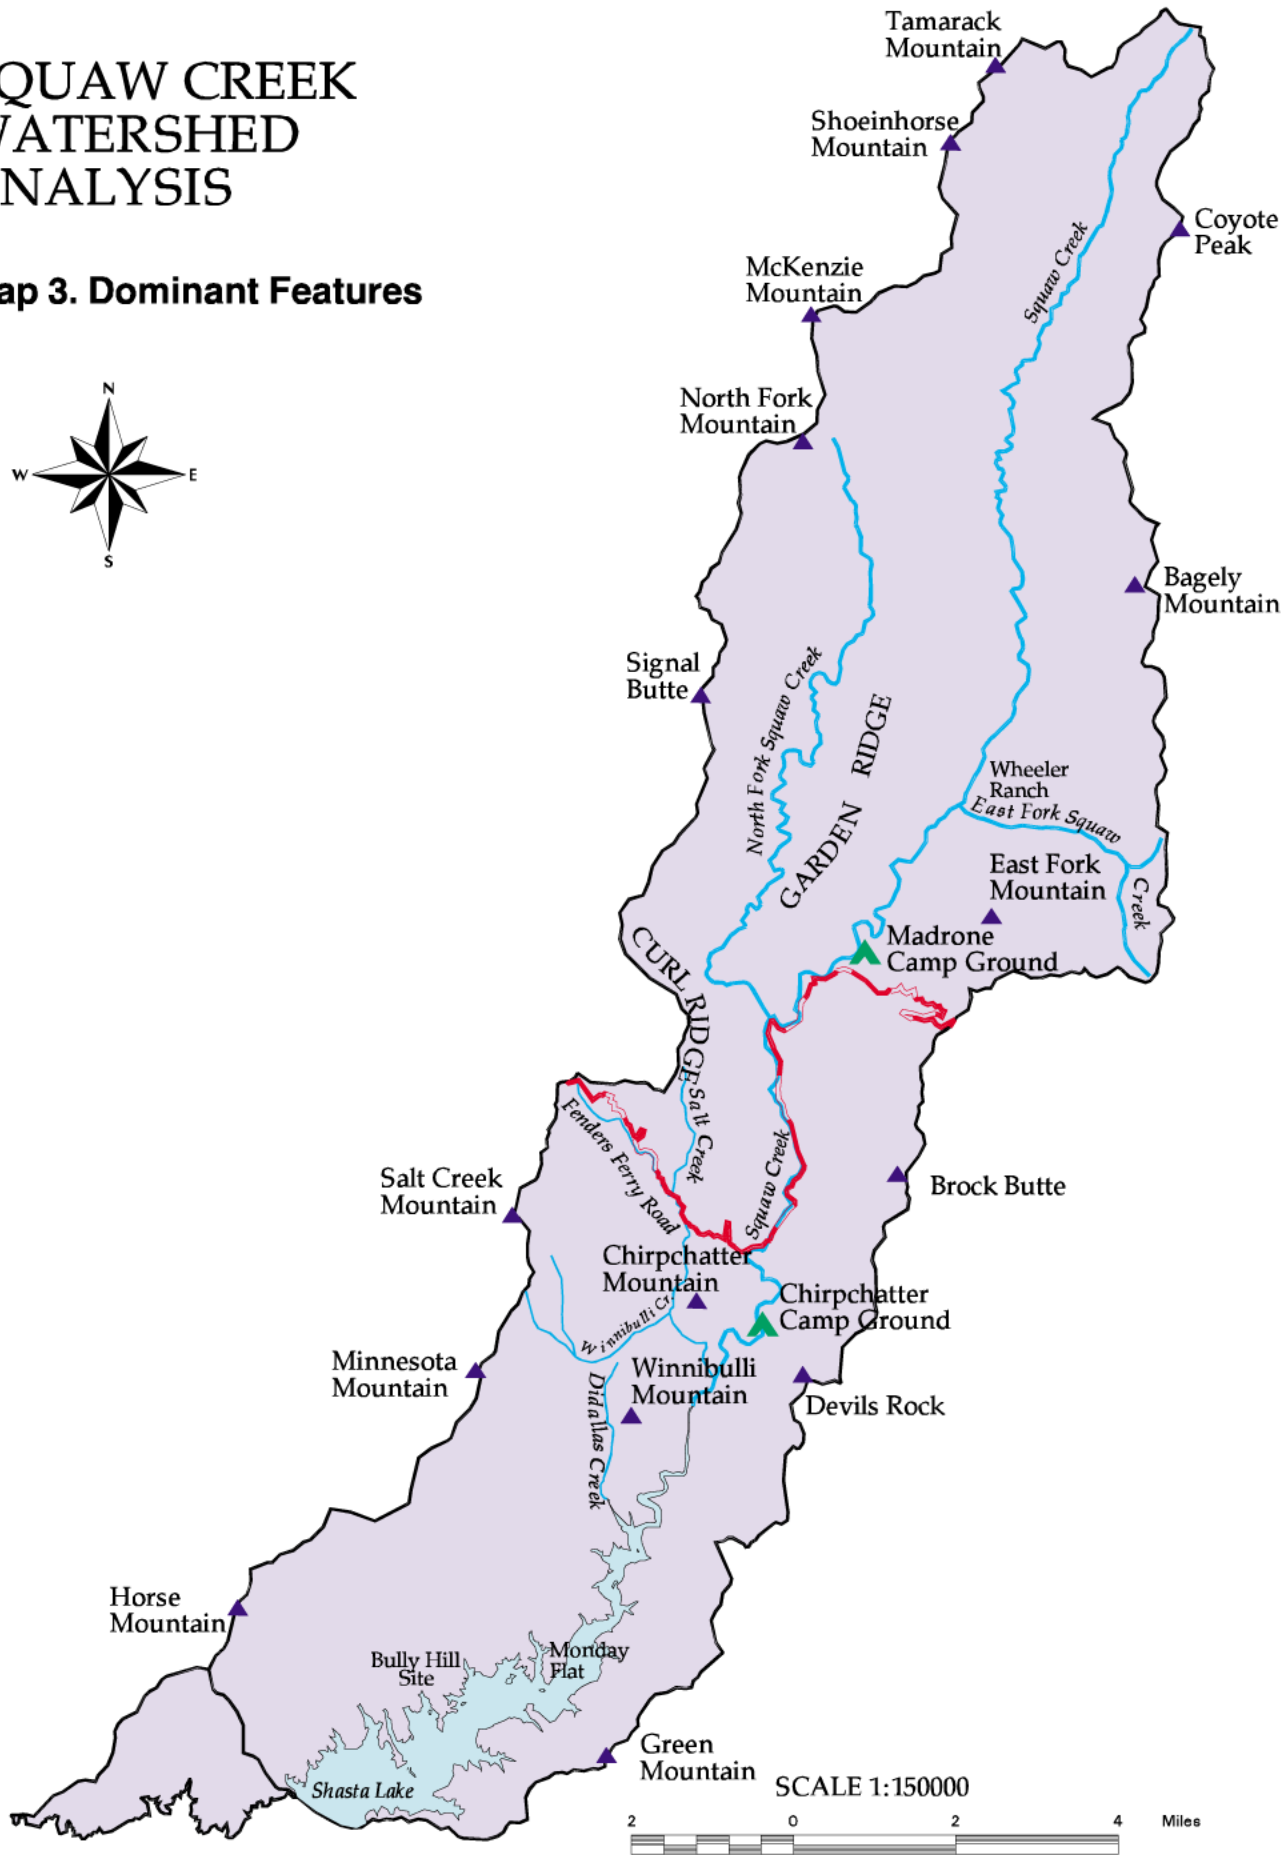 QUAW CREEK
WATERSHED
NALYSIS
ap 3. Dominant Features
N
W
E
S
Tamarack
Mountain
Shoeinhorse
Mountain
Coyote
Peak
Squaw Creek
McKenzie
Mountain
North Fork
Mountain
Bagely
Mountain
Signal
Butte
North Fork Squaw Creek
GARDEN RIDGE
Wheeler
Ranch
East Fork Squaw
Creek
East Fork
Mountain
Madrone
Camp Ground
CURL RIDGE
Salt Creek
Fenders Ferry Road
Squaw Creek
Salt Creek
Mountain
Brock Butte
Chirpchatter
Mountain
Chirpchatter
Camp Ground
Winnibulli Cr.
Minnesota
Mountain
Winnibulli
Mountain
Devils Rock
Didallas Creek
Horse
Mountain
Bully Hill
Site
Monday
Flat
Green
Mountain
Shasta Lake
SCALE 1:150000
2 0 2 4 Miles